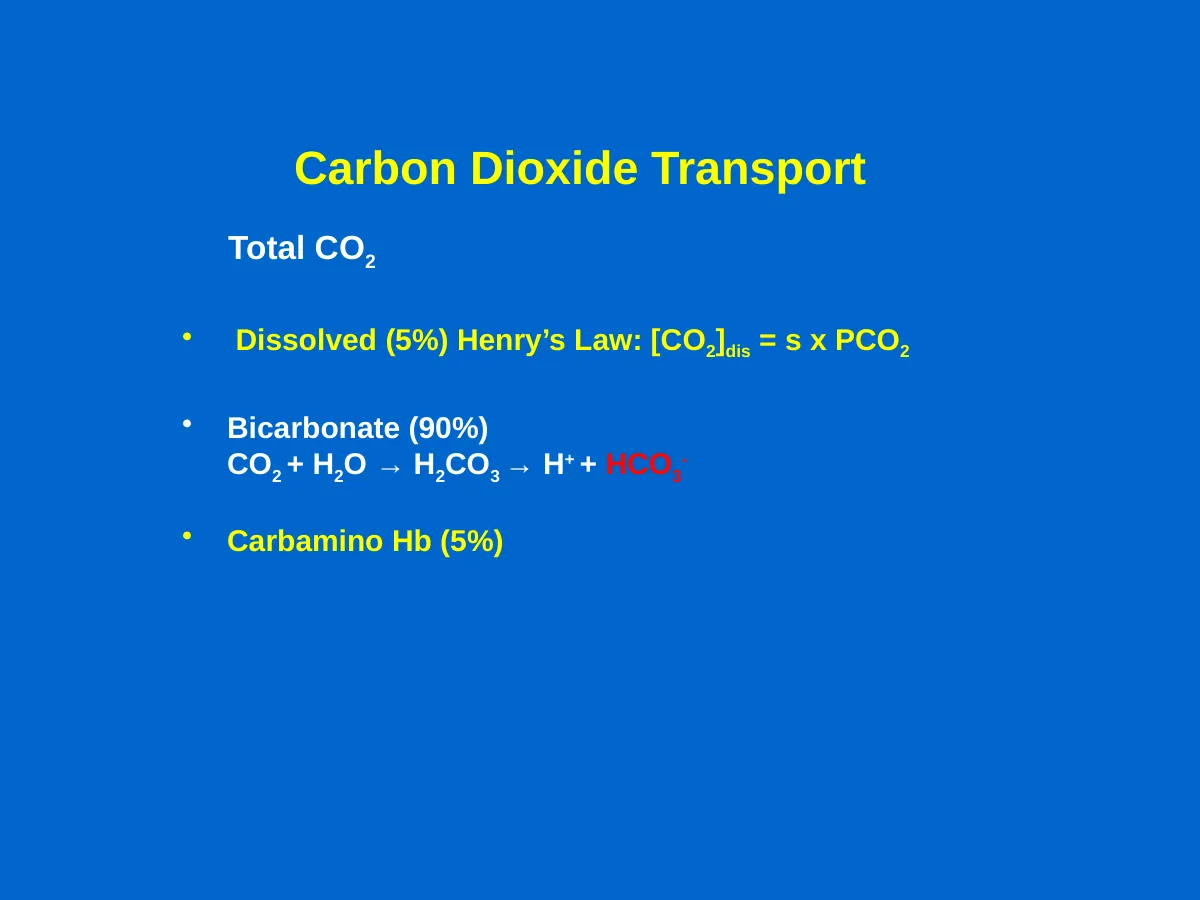 Carbon Dioxide Transport
Total CO₂
• Dissolved (5%) Henry’s Law: [CO₂]dis = s x PCO₂
• Bicarbonate (90%)
CO₂ + H₂O → H₂CO₃ → H⁺ + HCO₃⁻
• Carbamino Hb (5%)